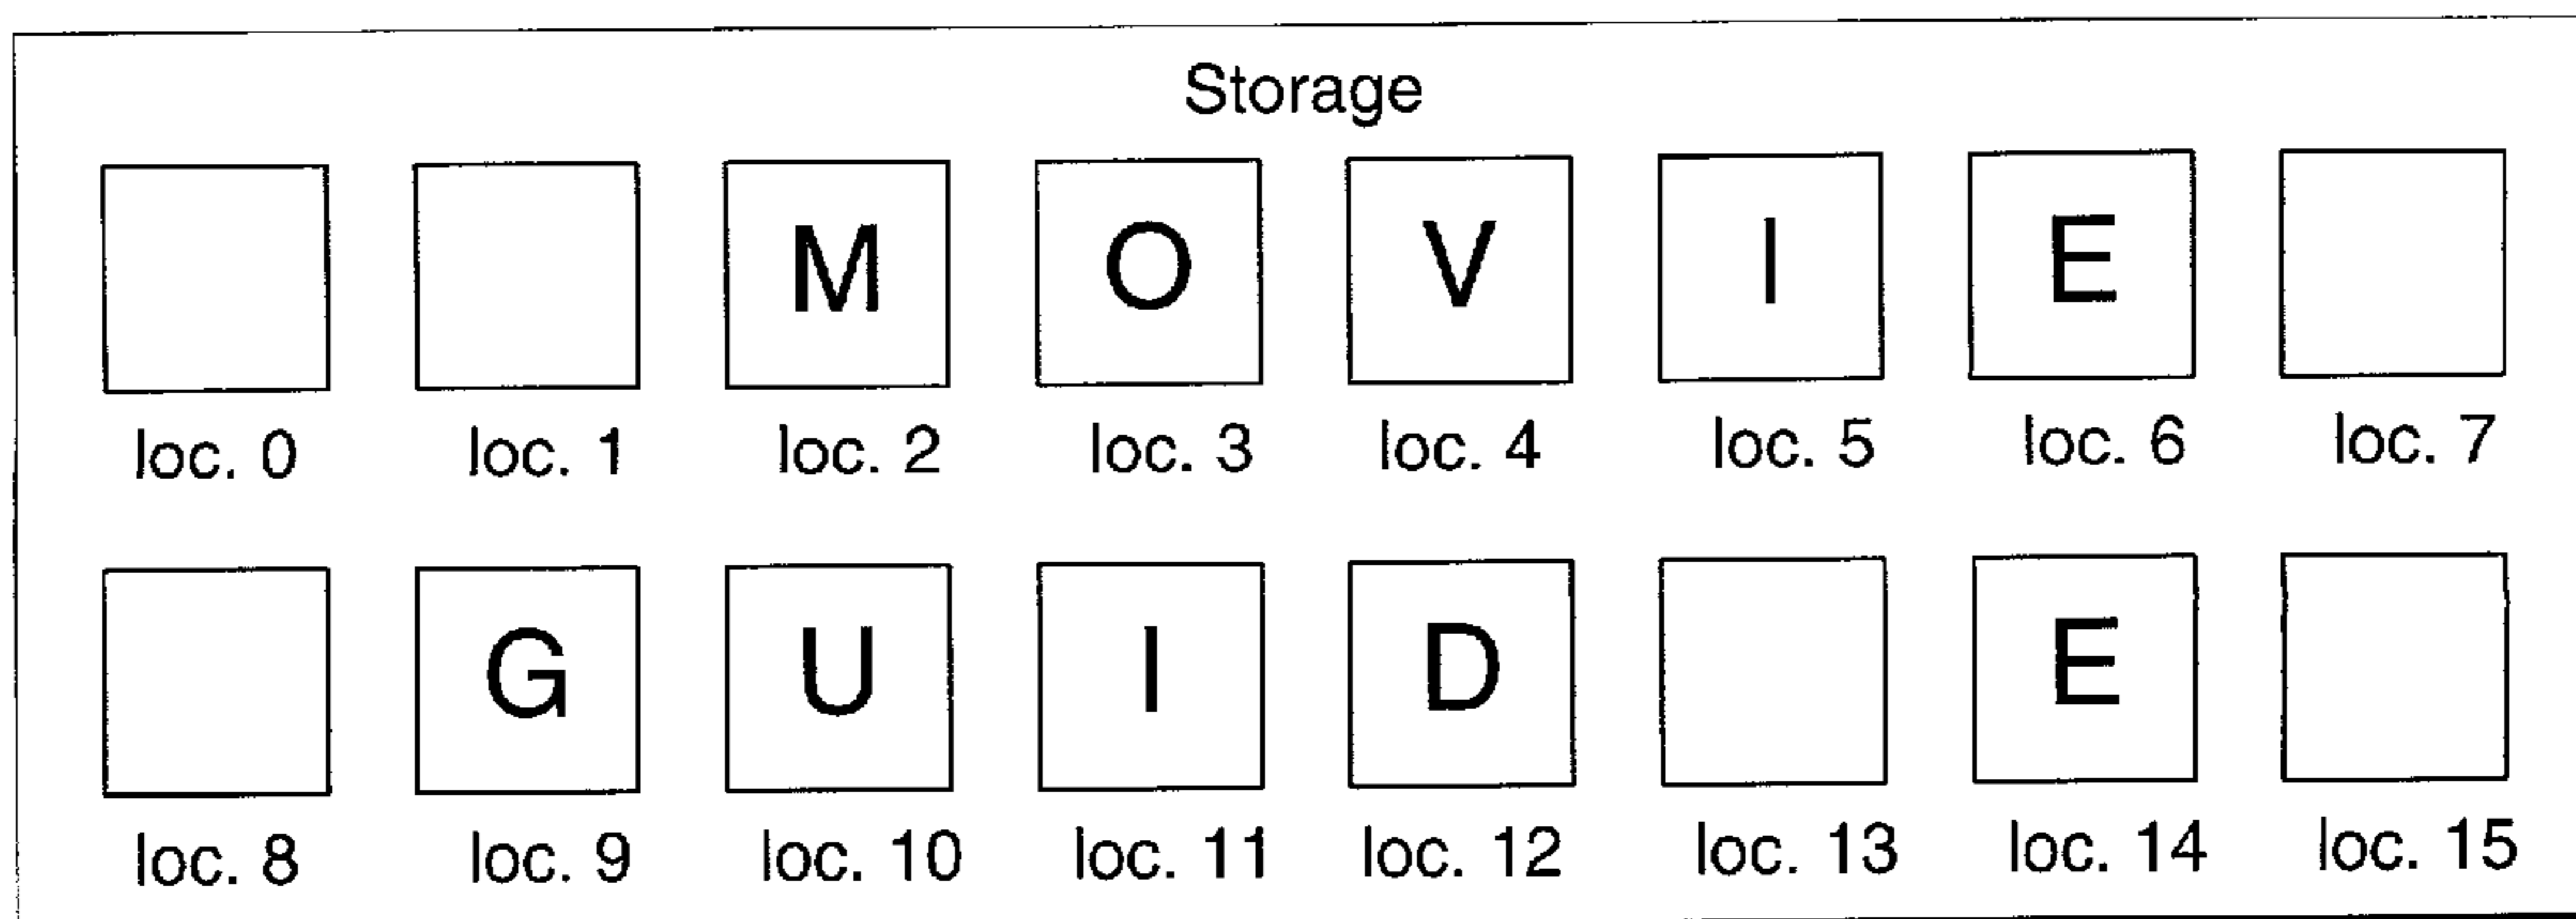 Storage
M O V I E
loc. 0 loc. 1 loc. 2 loc. 3 loc. 4 loc. 5 loc. 6 loc. 7
G U I D E
loc. 8 loc. 9 loc. 10 loc. 11 loc. 12 loc. 13 loc. 14 loc. 15